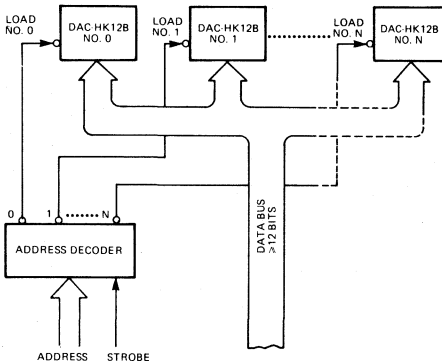 LOAD
NO. 0
DAC-HK12B
NO. 0
LOAD
NO. 1
DAC-HK12B
NO. 1
LOAD
NO. N
DAC-HK12B
NO. N
0 1 ........ N
ADDRESS DECODER
DATA BUS
≥12 BITS
ADDRESS STROBE